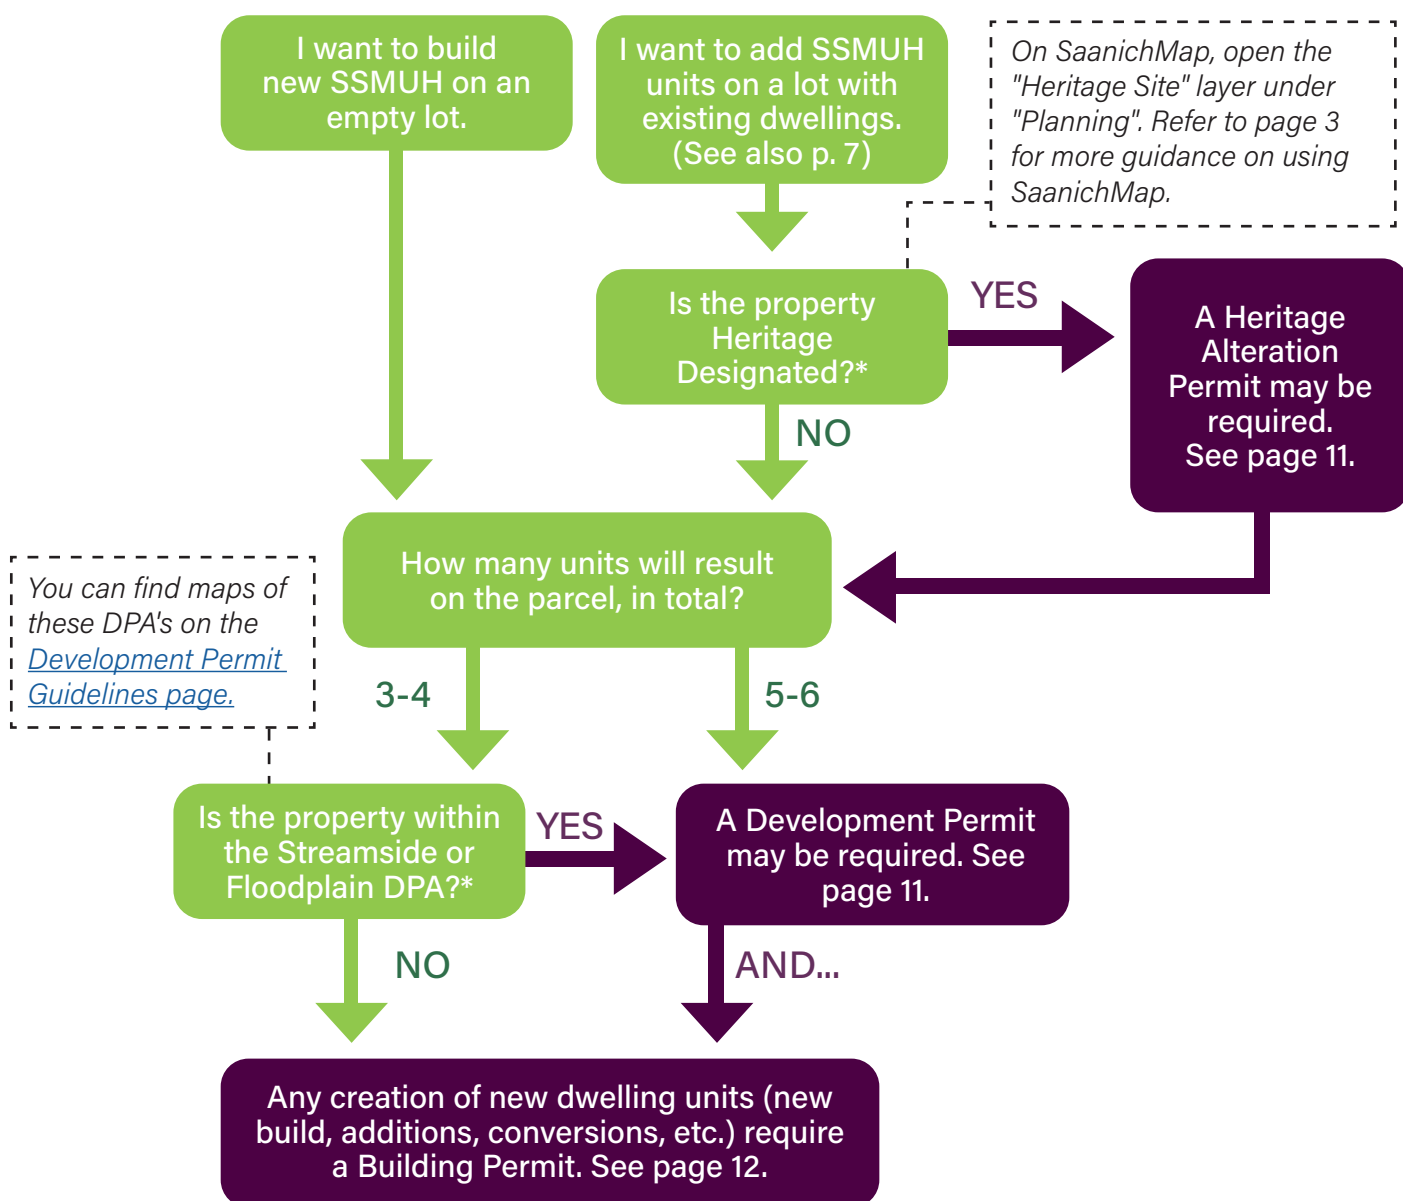 I want to build
new SSMUH on an
empty lot.
I want to add SSMUH
units on a lot with
existing dwellings.
(See also p. 7)
On SaanichMap, open the
"Heritage Site" layer under
"Planning". Refer to page 3
for more guidance on using
SaanichMap.
Is the property
Heritage
Designated?*
YES
A Heritage
Alteration
Permit may be
required.
See page 11.
NO
How many units will result
on the parcel, in total?
You can find maps of
these DPA's on the
Development Permit
Guidelines page.
3-4
5-6
Is the property within
the Streamside or
Floodplain DPA?*
YES
A Development Permit
may be required. See
page 11.
NO
AND...
Any creation of new dwelling units (new
build, additions, conversions, etc.) require
a Building Permit. See page 12.